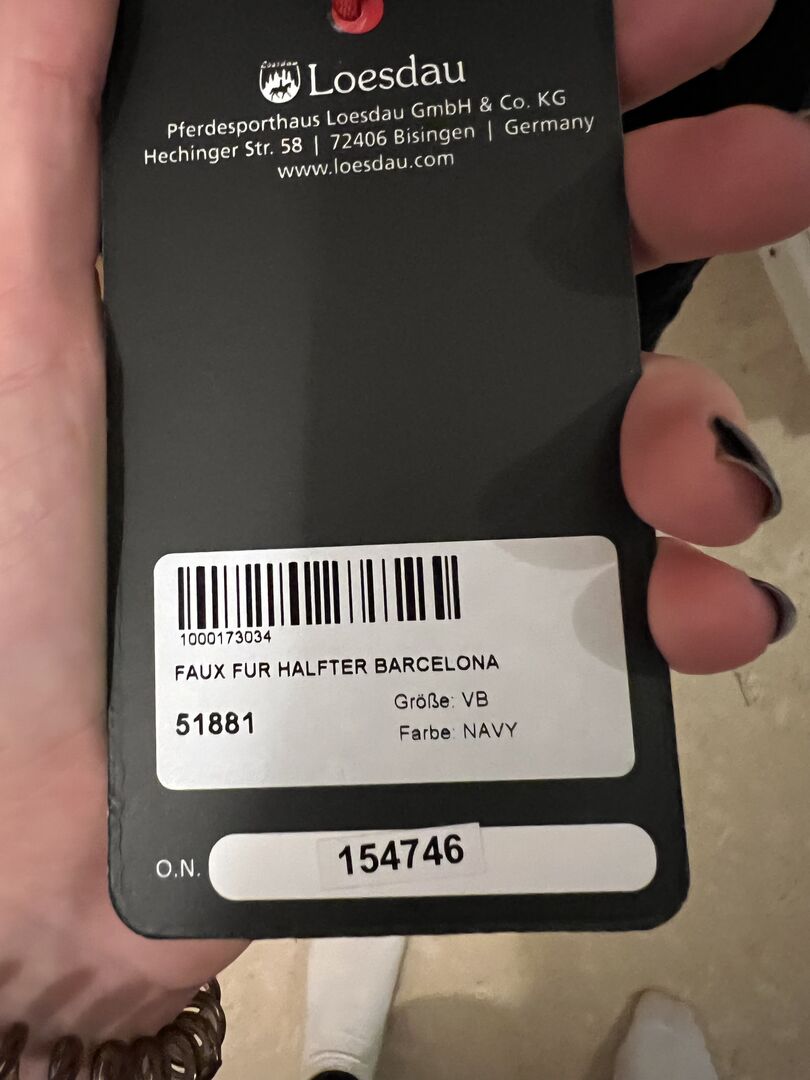 Loesdau
Pferdesporthaus Loesdau GmbH & Co. KG
Hechinger Str. 58 | 72406 Bisingen | Germany
www.loesdau.com
1000173034
FAUX FUR HALFTER BARCELONA
51881
Größe: VB
Farbe: NAVY
O.N. 154746